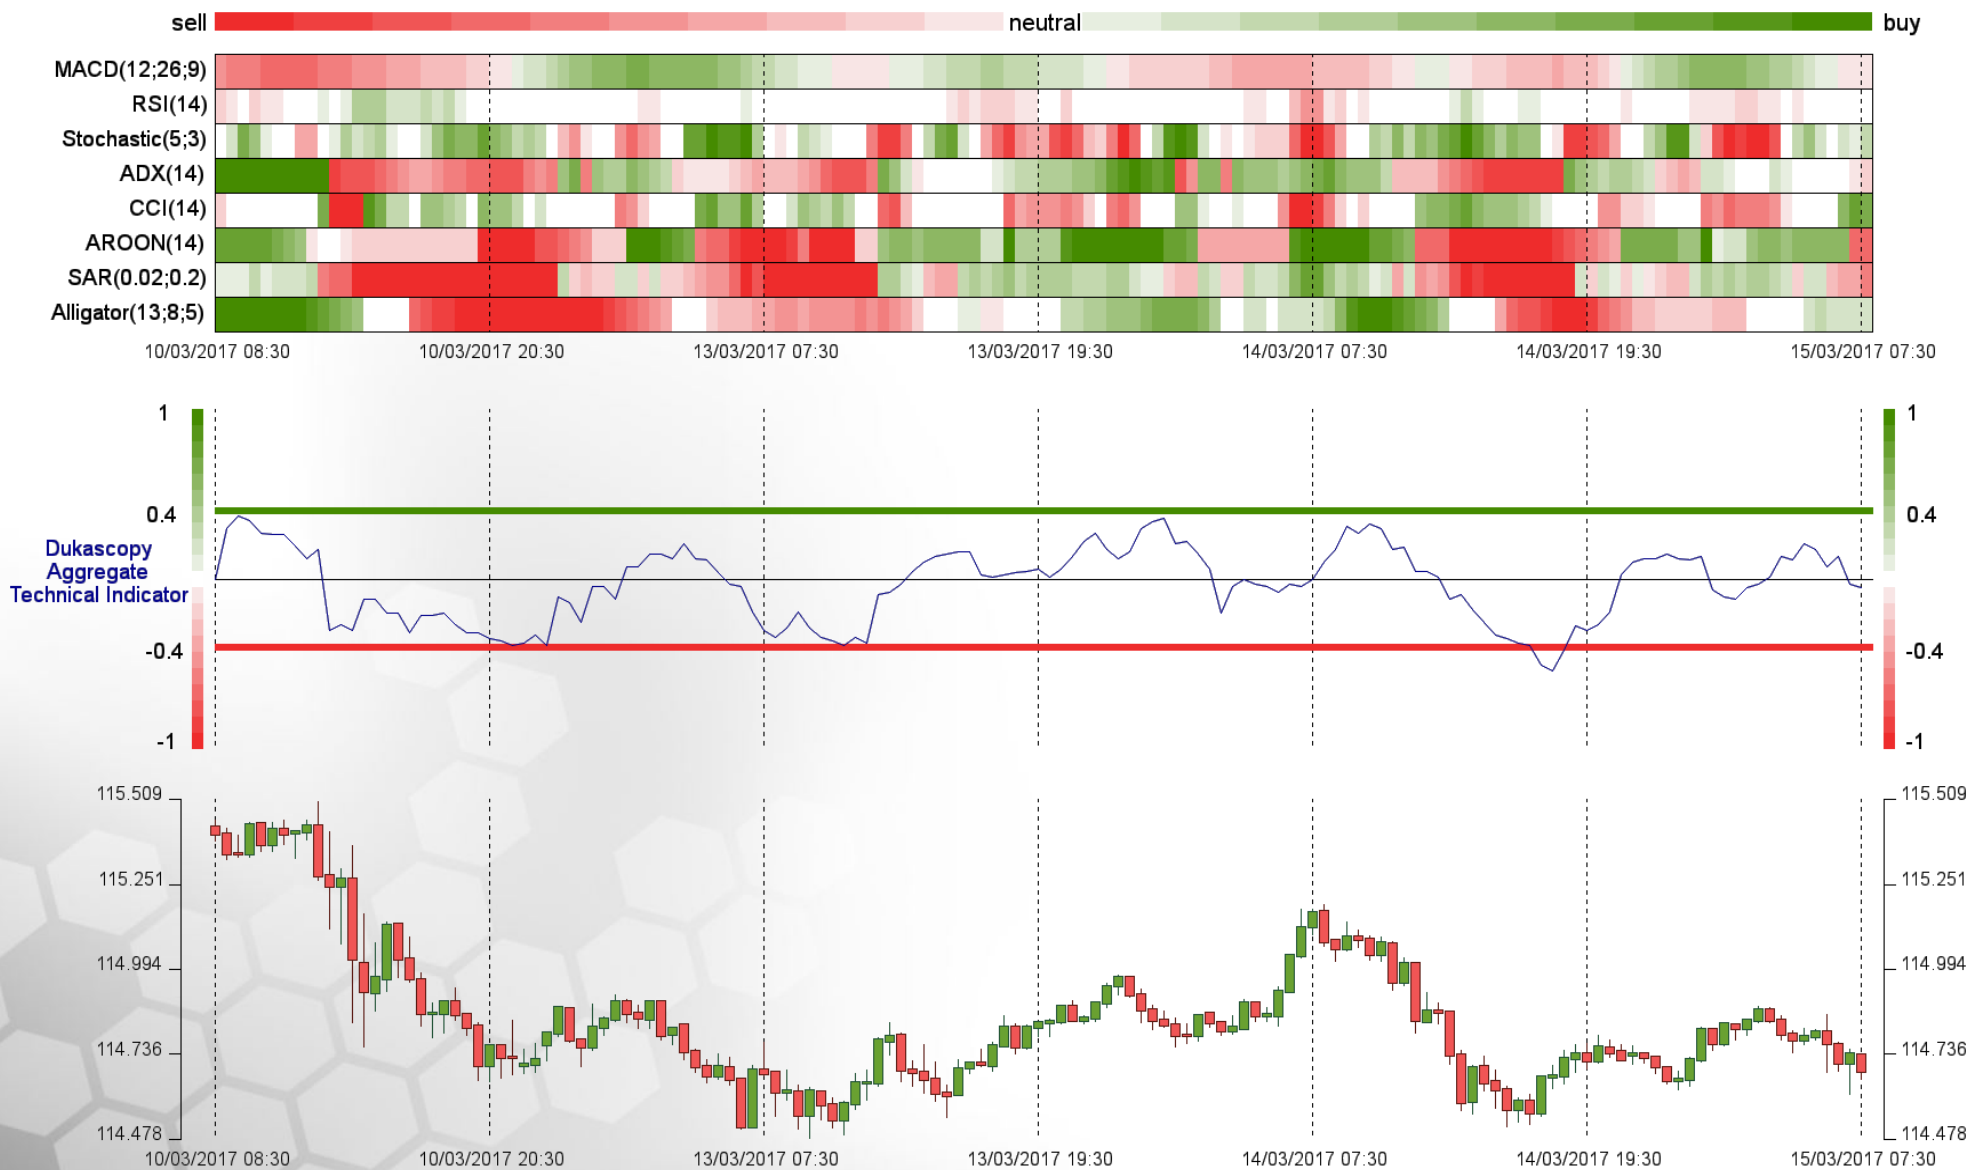 sell neutral buy
MACD(12;26;9)
RSI(14)
Stochastic(5;3)
ADX(14)
CCI(14)
AROON(14)
SAR(0.02;0.2)
Alligator(13;8;5)
10/03/2017 08:30 10/03/2017 20:30 13/03/2017 07:30 13/03/2017 19:30 14/03/2017 07:30 14/03/2017 19:30 15/03/2017 07:30
1 1
0.4 0.4
Dukascopy
Aggregate
Technical Indicator
-0.4 -0.4
-1 -1
115.509 115.509
115.251 115.251
114.994 114.994
114.736 114.736
114.478 114.478
10/03/2017 08:30 10/03/2017 20:30 13/03/2017 07:30 13/03/2017 19:30 14/03/2017 07:30 14/03/2017 19:30 15/03/2017 07:30